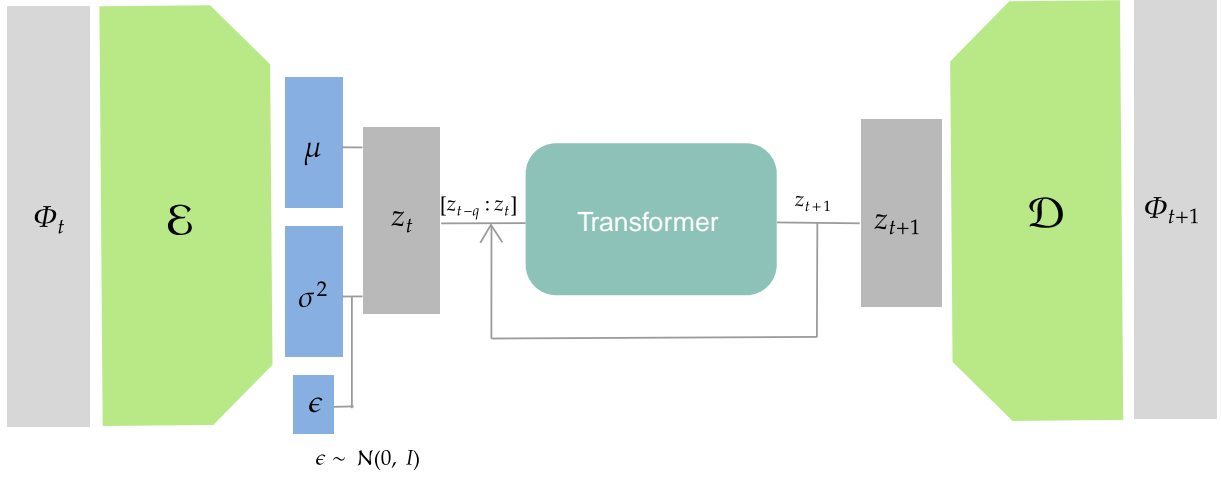 Φ_t
ℰ
μ
σ²
ϵ
ϵ ~ N(0, I)
z_t
[z_{t-q} : z_t]
Transformer
z_{t+1}
z_{t+1}
𝔇
Φ_{t+1}